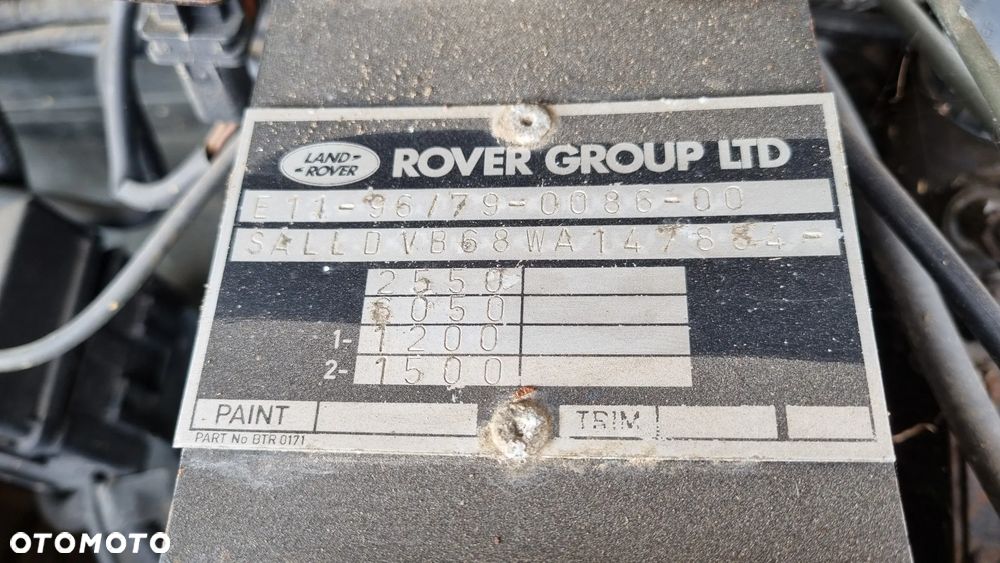 LAND-
-ROVER
ROVER GROUP LTD
E11-96/79-0086-00
SALLDVB68WA147884-
2550
6050
1- 1200
2- 1500
PAINT
TRIM
PART No BTR 0171
OTOMOTO